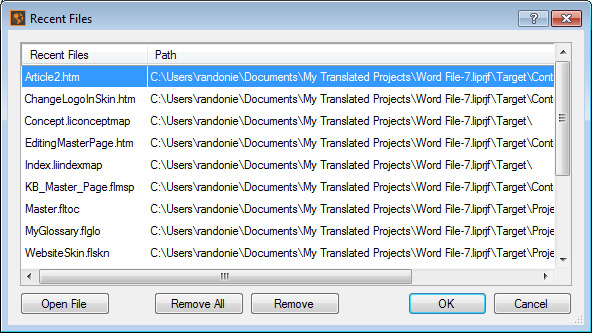 Recent Files
?
Recent Files Path
Article2.htm C:\Users\randonie\Documents\My Translated Projects\Word File-7.liprjf\Target\Cont
ChangeLogoInSkin.htm C:\Users\randonie\Documents\My Translated Projects\Word File-7.liprjf\Target\Cont
Concept.liconceptmap C:\Users\randonie\Documents\My Translated Projects\Word File-7.liprjf\Target\
EditingMasterPage.htm C:\Users\randonie\Documents\My Translated Projects\Word File-7.liprjf\Target\Cont
Index.liindexmap C:\Users\randonie\Documents\My Translated Projects\Word File-7.liprjf\Target\
KB_Master_Page.flmsp C:\Users\randonie\Documents\My Translated Projects\Word File-7.liprjf\Target\Cont
Master.fltoc C:\Users\randonie\Documents\My Translated Projects\Word File-7.liprjf\Target\Proje
MyGlossary.flglo C:\Users\randonie\Documents\My Translated Projects\Word File-7.liprjf\Target\Proje
WebsiteSkin.flskn C:\Users\randonie\Documents\My Translated Projects\Word File-7.liprjf\Target\Proje
Open File Remove All Remove OK Cancel